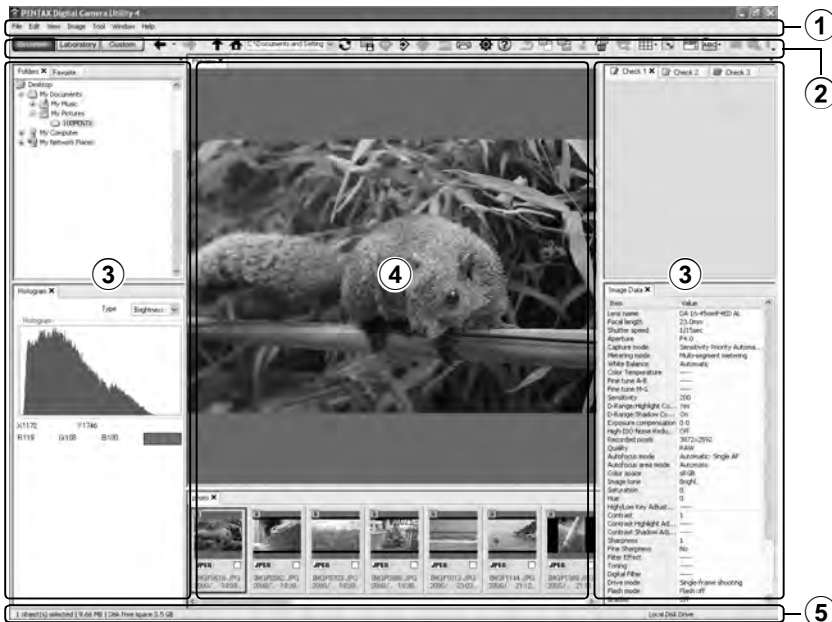 PENTAX Digital Camera Utility 4
File Edit View Image Tool Window Help
1
Browser Laboratory Custom
C:\Documents and Setting
2
Folders
Favorite
Desktop
My Documents
My Music
My Pictures
100PENTX
My Computer
My Network Places
3
Histogram
Type Brightness
Histogram
X:1172 Y:1746
R:119 G:108 B:100
4
photo
JPEG
JPEG
JPEG
JPEG
JPEG
JPEG
Check 1
Check 2
Check 3
3
Image Data
Item Value
Lens name DA 16-45mmF4ED AL
Focal length 23.0mm
Shutter speed 1/15sec
Aperture F4.0
Capture mode Sensitivity Priority Automa...
Metering mode Multi-segment metering
White Balance Automatic
Color Temperature ----
Fine tune A-B ----
Fine tune M-G ----
Sensitivity 200
D-Range:Highlight Co... Yes
D-Range:Shadow Co... On
Exposure compensation 0.0
High-ISO Noise Redu... Off
Recorded pixels 3872x2592
Quality RAW
Autofocus mode Automatic- Single AF
Autofocus area mode Automatic
Color space sRGB
Image tone Bright
Saturation 0
Hue 0
High/Low Key Adjust... ----
Contrast 1
Contrast Highlight Ad... ----
Contrast Shadow Adj... ----
Sharpness 1
Fine Sharpness No
Filter Effect ----
Toning ----
Digital Filter ----
Drive mode Single-frame shooting
Flash mode Flash off
1 object(s) selected | 9.66 MB | Disk free space 3.5 GB
Local Disk Drive
5